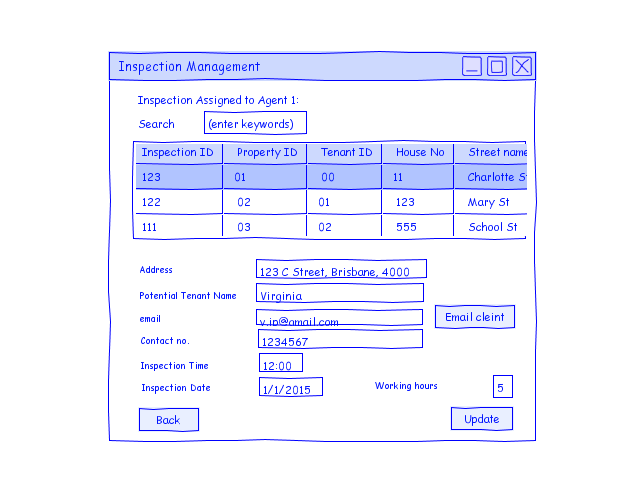 Inspection Management
Inspection Assigned to Agent 1:
Search (enter keywords)
Inspection ID Property ID Tenant ID House No Street name
123 01 00 11 Charlotte S
122 02 01 123 Mary St
111 03 02 555 School St
Address 123 C Street, Brisbane, 4000
Potential Tenant Name Virginia
email v.ip@gmail.com Email cleint
Contact no. 1234567
Inspection Time 12:00
Inspection Date 1/1/2015 Working hours 5
Back Update